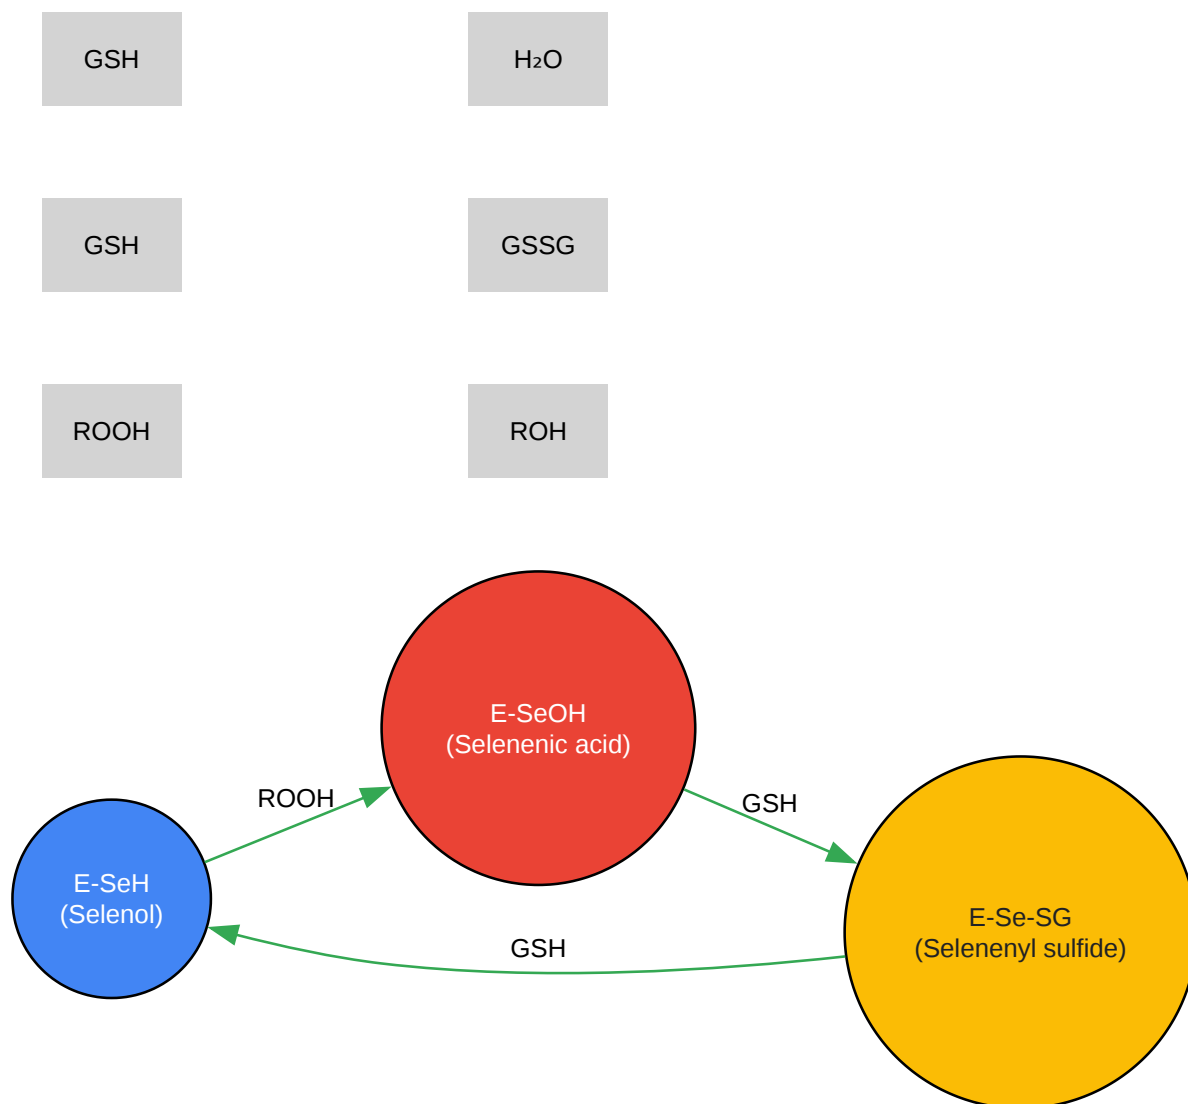 GSH
H₂O
GSH
GSSG
ROOH
ROH
E-SeOH
(Selenenic acid)
ROOH
GSH
E-SeH
(Selenol)
GSH
E-Se-SG
(Selenenyl sulfide)